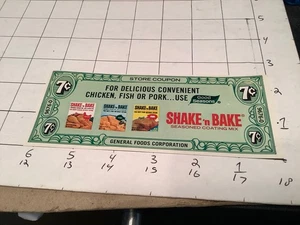 STORE COUPON
7¢
7¢
FOR DELICIOUS CONVENIENT
CHICKEN, FISH OR PORK...USE
Good Seasons
SHAKE 'n BAKE
SHAKE 'n BAKE
SHAKE 'n BAKE
SHAKE 'n BAKE®
SEASONED COATING MIX
7¢
7¢
GENERAL FOODS CORPORATION
5
4
3
2
1
6 5 4 3 2 1
12 13 14 15 16 17 18